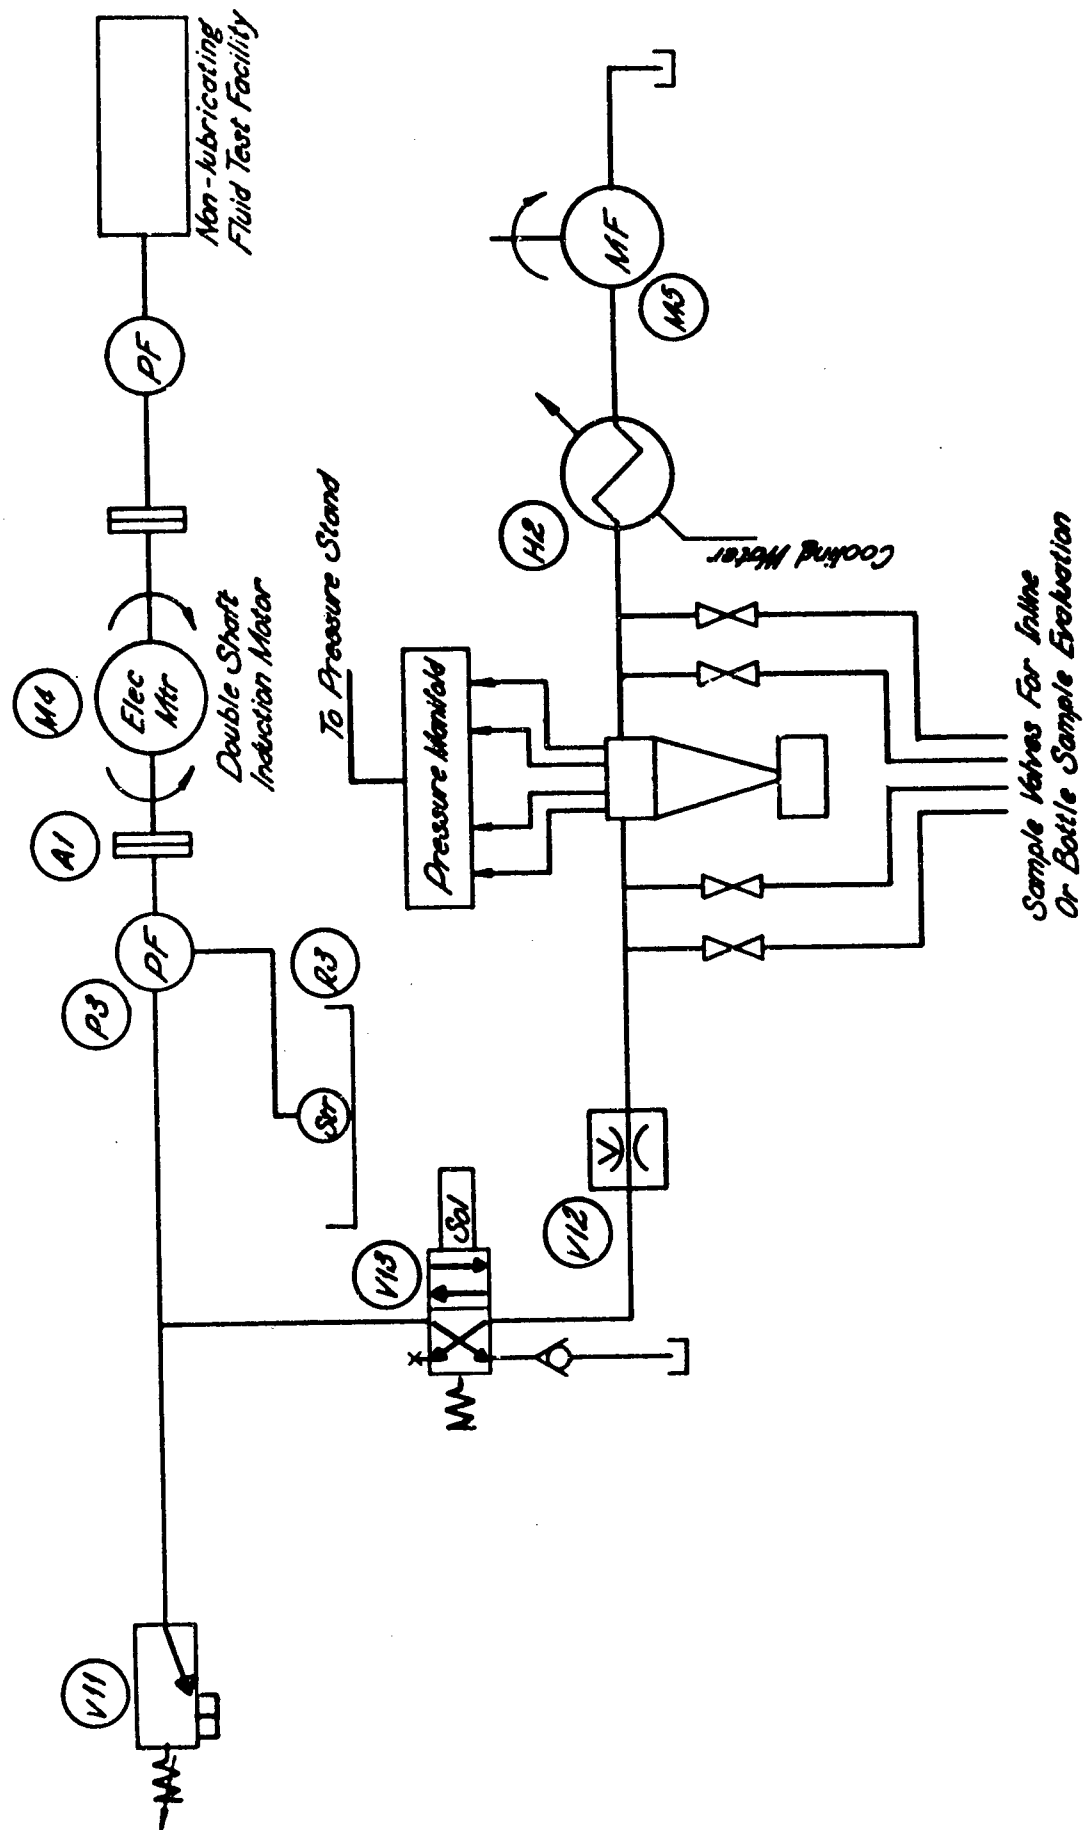 Non-lubricating
Fluid Test Facility
PF
M4
Elec
Mtr
Double Shaft
Induction Motor
A1
PF
P3
R3
Str
V11
To Pressure Stand
Pressure Manifold
V13
Sol
V12
H2
Cooling Water
MF
M5
Sample Valves For Inline
Or Bottle Sample Evaluation